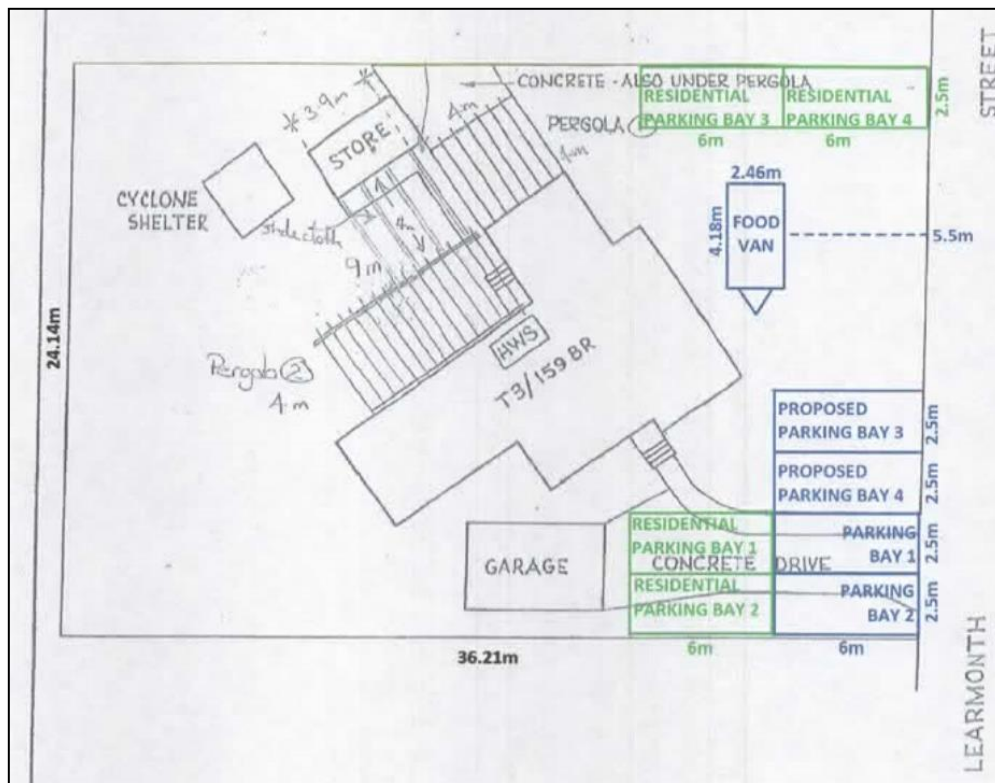 STREET
CONCRETE - ALSO UNDER PERGOLA
RESIDENTIAL
PARKING BAY 3
RESIDENTIAL
PARKING BAY 4
2.5m
6m
6m
3.9m
4m
PERGOLA 1
STORE
4m
2.46m
CYCLONE
SHELTER
4.18m
FOOD
VAN
5.5m
Shdecloth
4m
9m
24.14m
HWS
Pergola 2
4m
T3/159 BR
PROPOSED
PARKING BAY 3
2.5m
PROPOSED
PARKING BAY 4
2.5m
RESIDENTIAL
PARKING BAY 1
PARKING
BAY 1
2.5m
GARAGE
CONCRETE DRIVE
RESIDENTIAL
PARKING BAY 2
PARKING
BAY 2
2.5m
6m
6m
36.21m
LEARMONTH